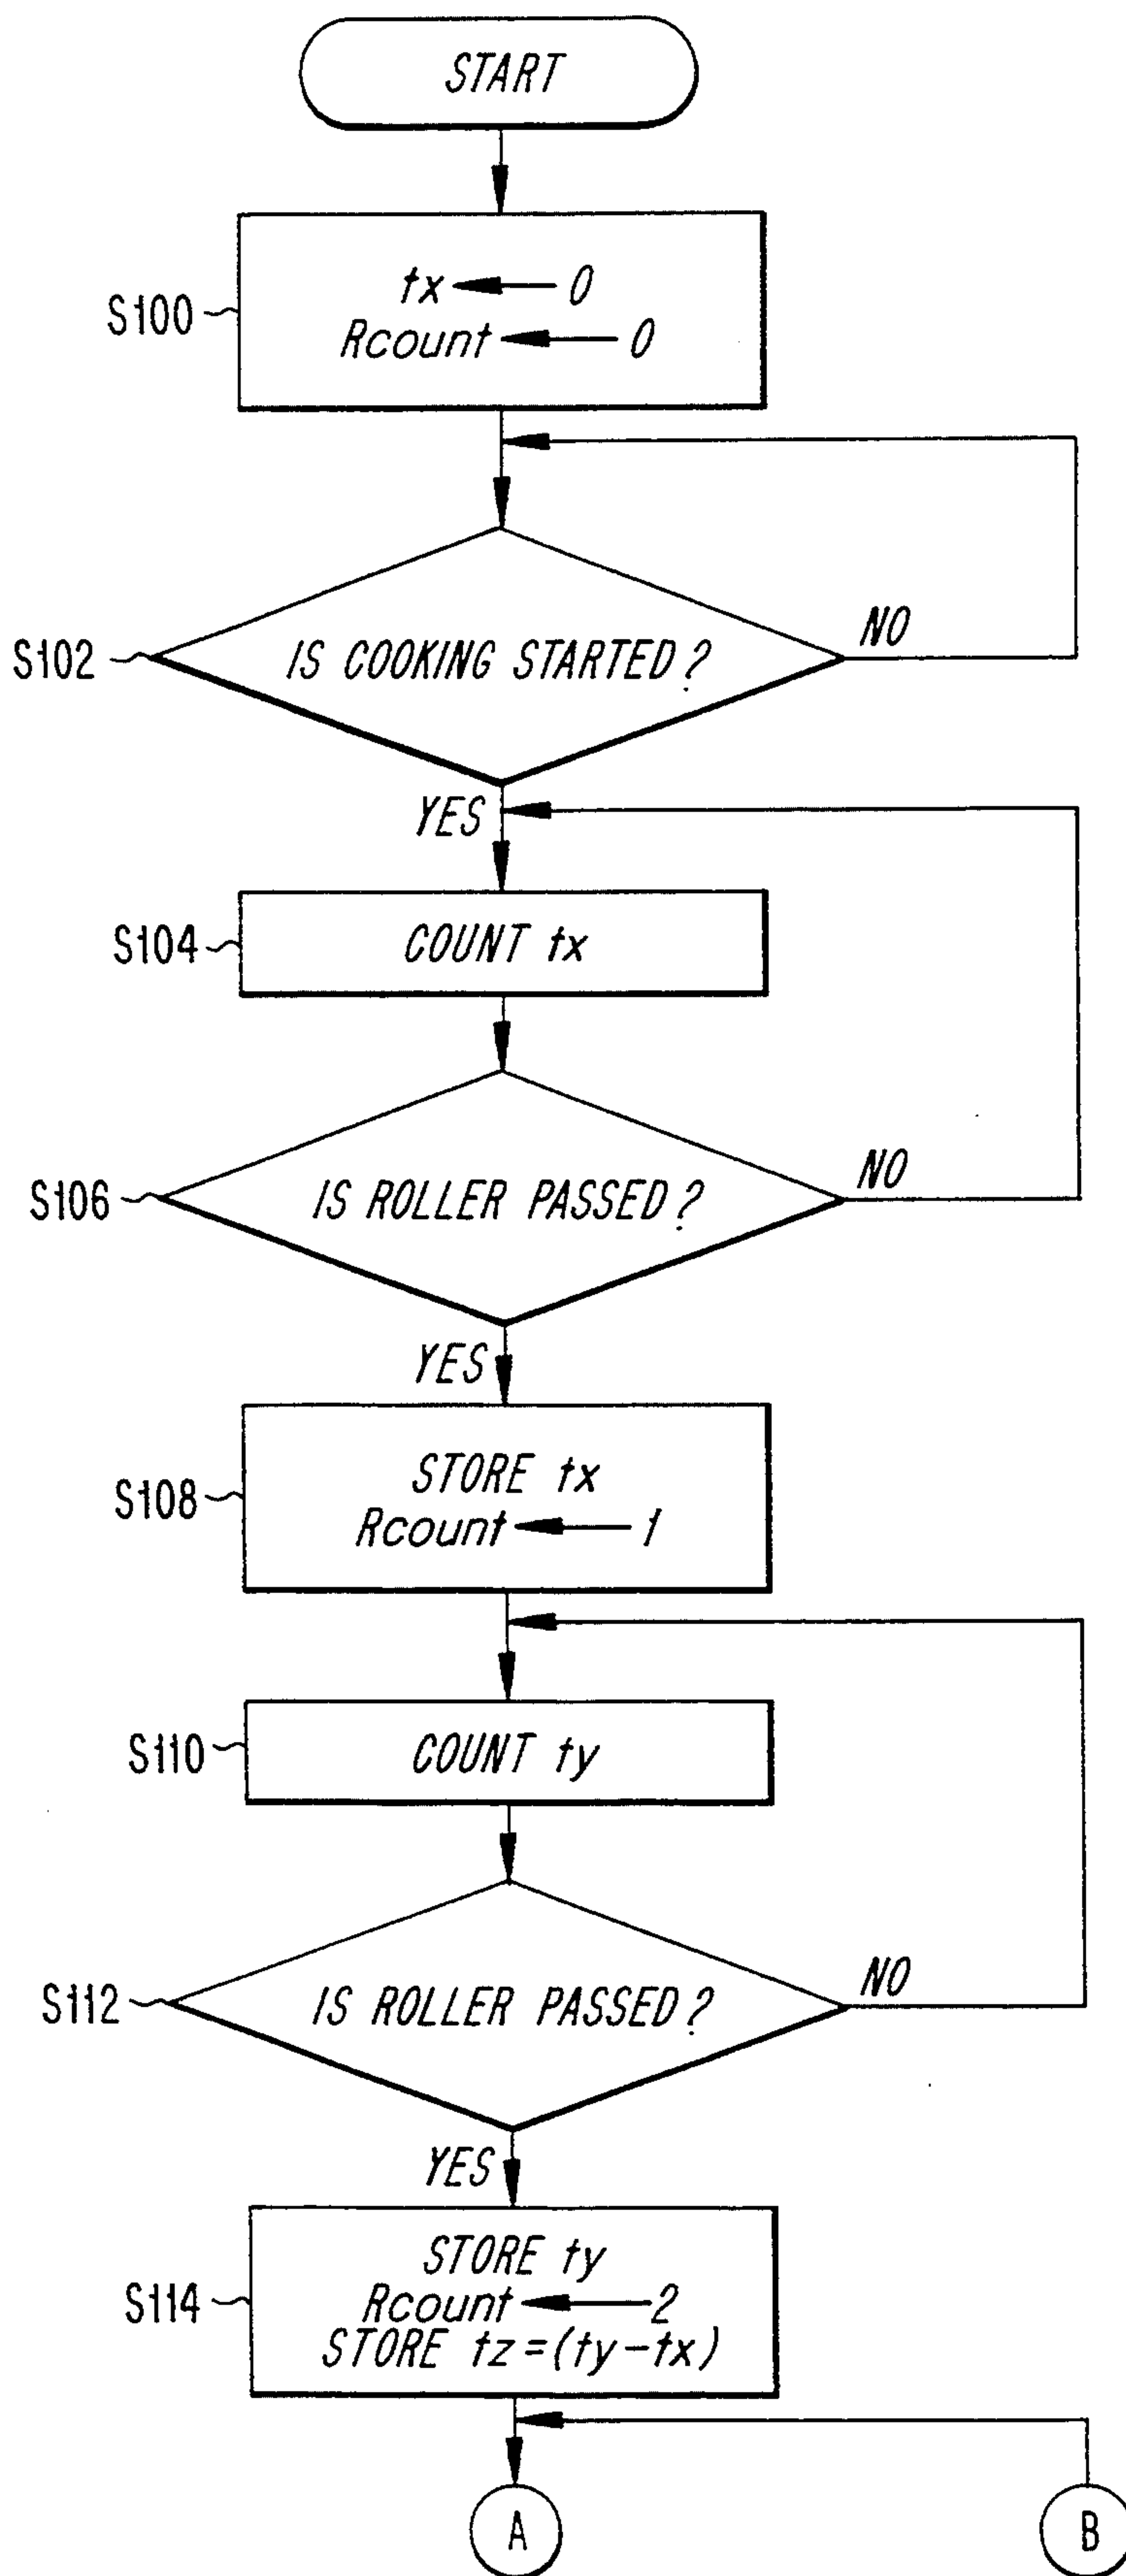 START
S100
tx ← 0
Rcount ← 0
S102
IS COOKING STARTED?
NO
YES
S104
COUNT tx
S106
IS ROLLER PASSED?
NO
YES
S108
STORE tx
Rcount ← 1
S110
COUNT ty
S112
IS ROLLER PASSED?
NO
YES
S114
STORE ty
Rcount ← 2
STORE tz=(ty-tx)
A
B